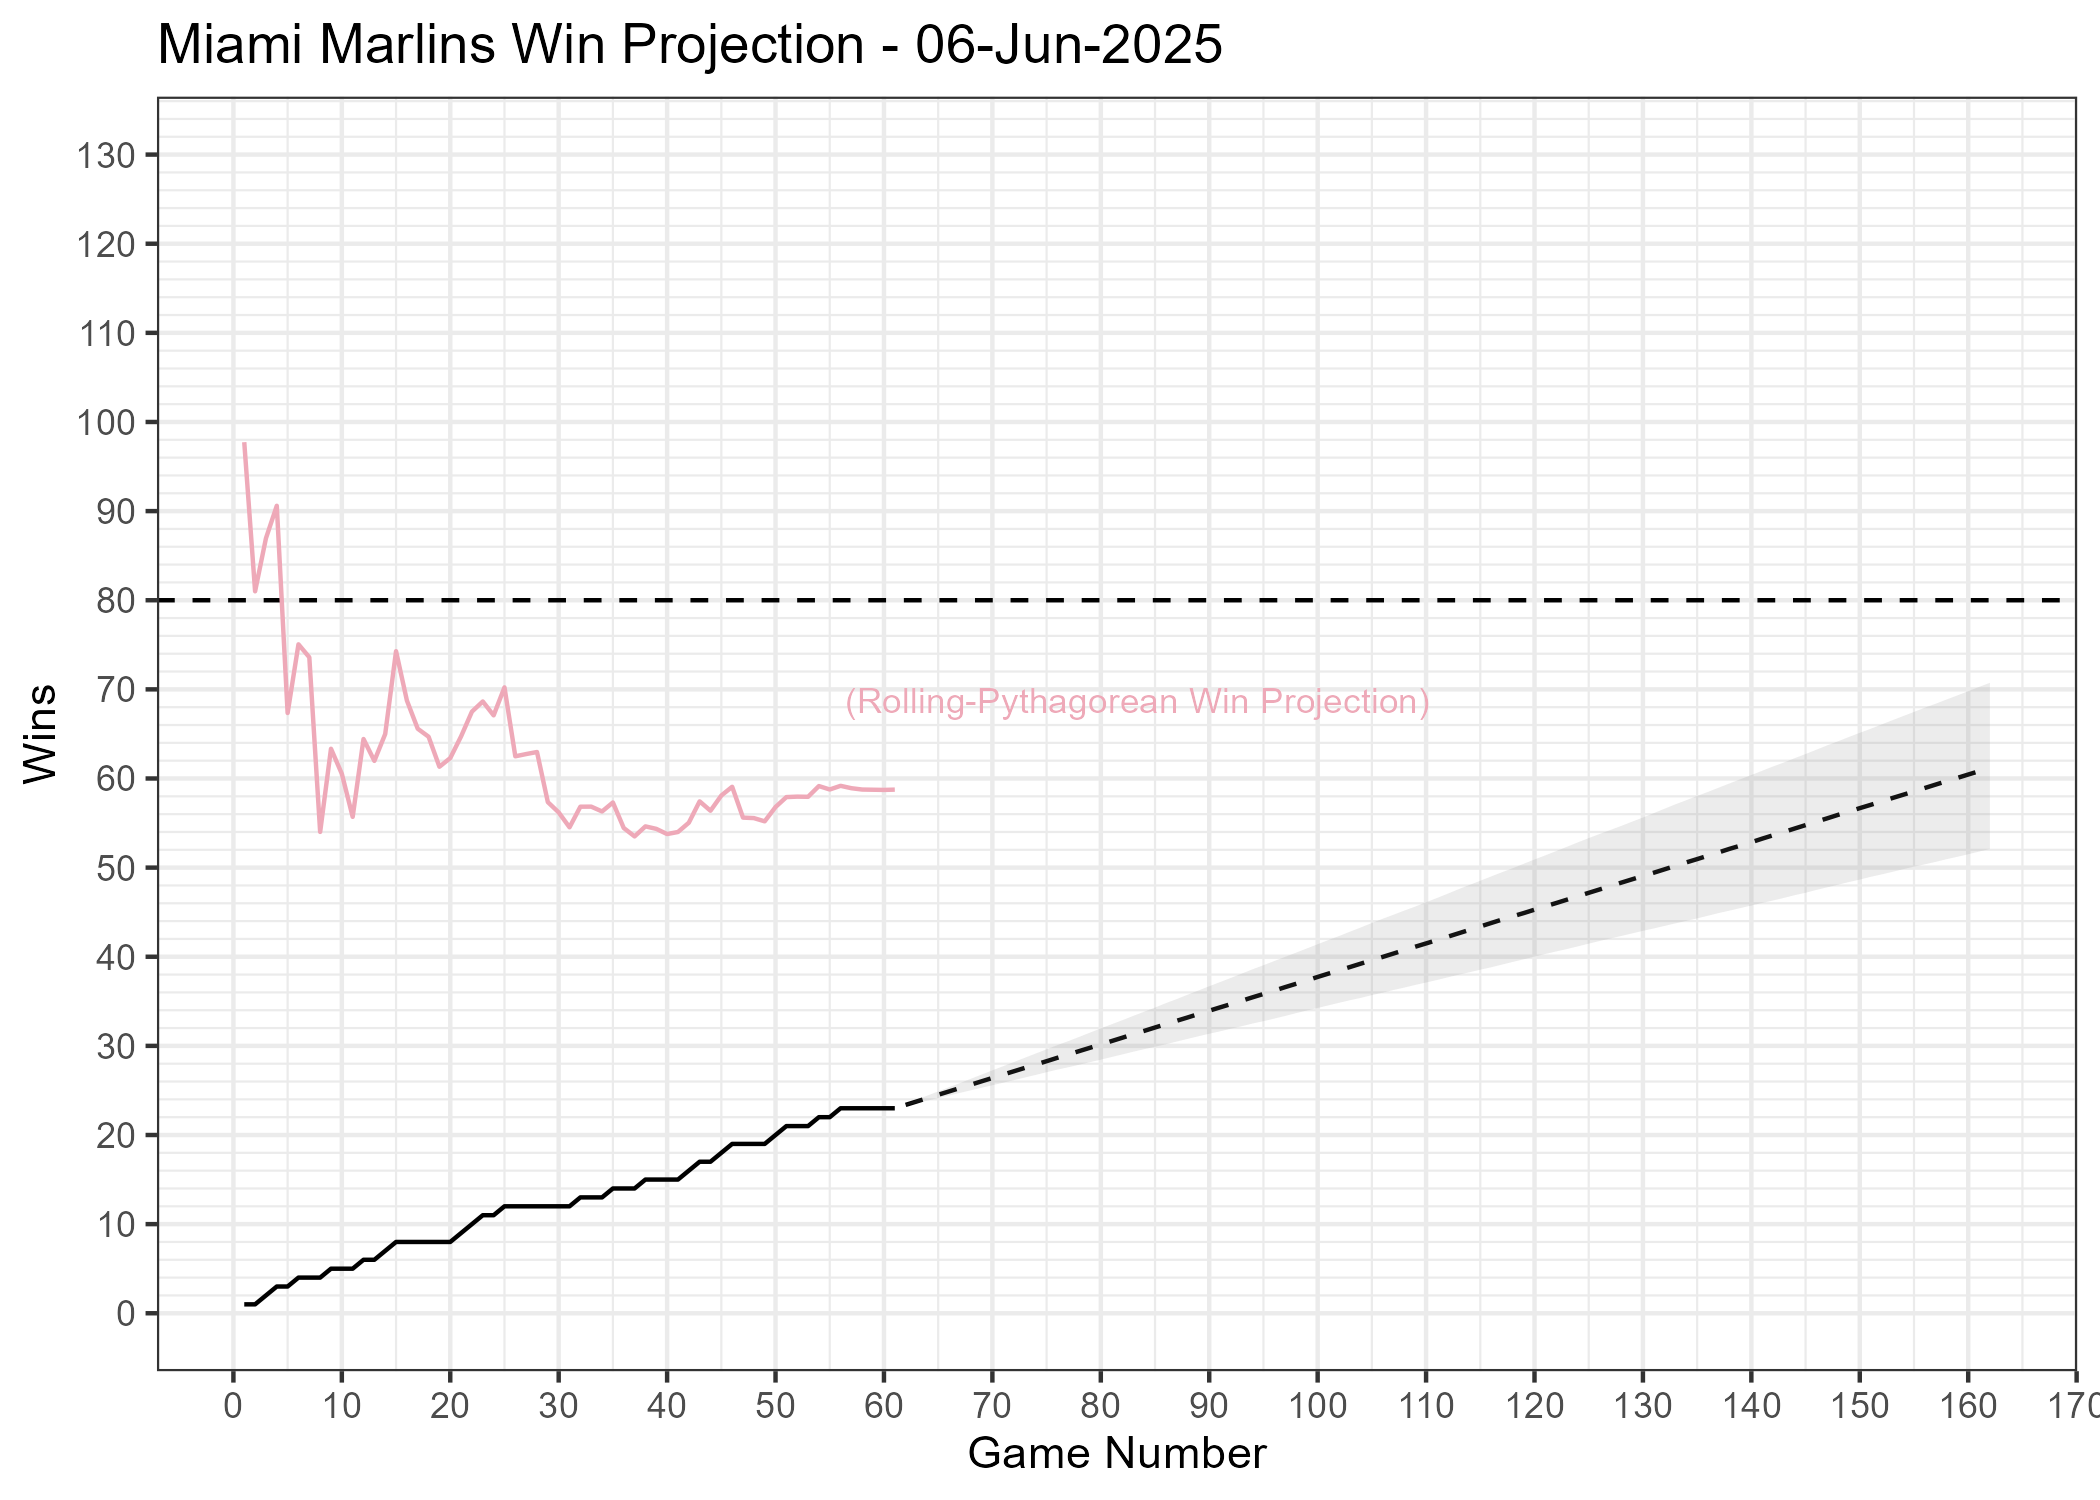 Miami Marlins Win Projection - 06-Jun-2025
130
120
110
100
90
80
70
(Rolling-Pythagorean Win Projection)
Wins
60
50
40
30
20
10
0
0 10 20 30 40 50 60 70 80 90 100 110 120 130 140 150 160 170
Game Number